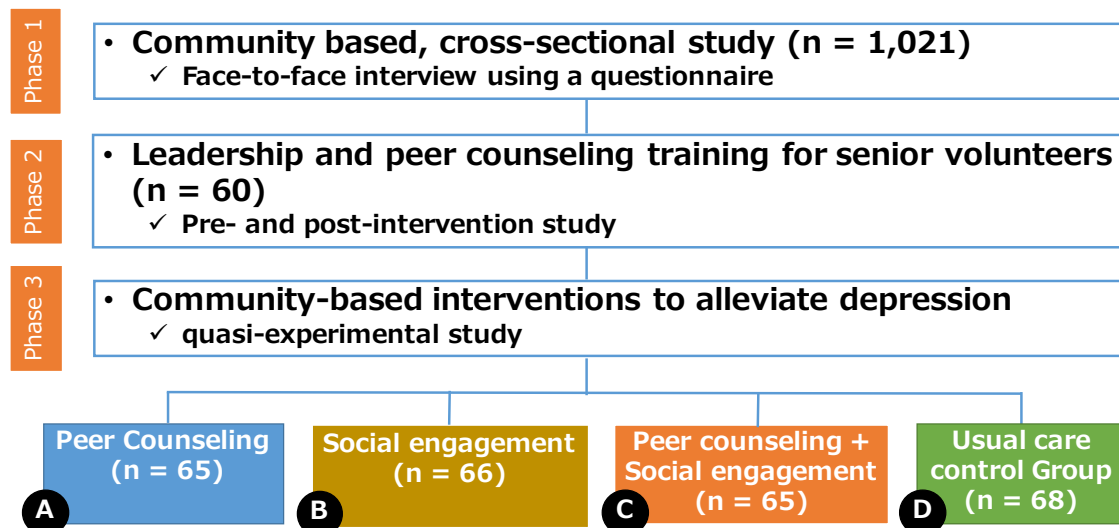 Phase 1
• Community based, cross-sectional study (n = 1,021)
✓ Face-to-face interview using a questionnaire
Phase 2
• Leadership and peer counseling training for senior volunteers
(n = 60)
✓ Pre- and post-intervention study
Phase 3
• Community-based interventions to alleviate depression
✓ quasi-experimental study
Peer Counseling
(n = 65)
A
Social engagement
(n = 66)
B
Peer counseling +
Social engagement
(n = 65)
C
Usual care
control Group
(n = 68)
D